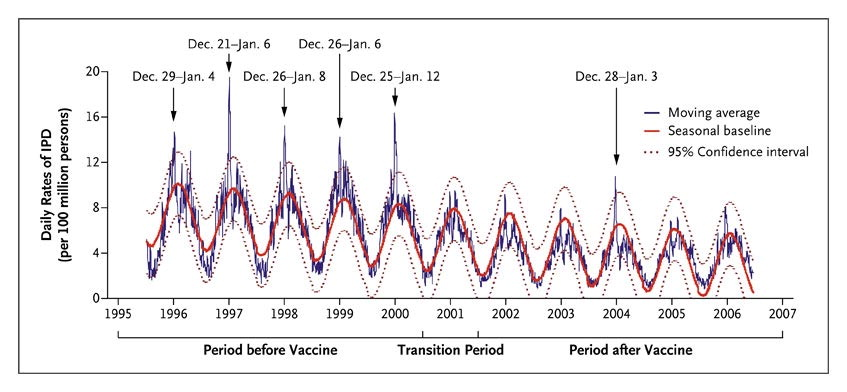 Dec. 21–Jan. 6
Dec. 26–Jan. 6
Dec. 29–Jan. 4
Dec. 26–Jan. 8
Dec. 25–Jan. 12
Dec. 28–Jan. 3
Daily Rates of IPD
(per 100 million persons)
20
16
12
8
4
0
Moving average
Seasonal baseline
95% Confidence interval
1995 1996 1997 1998 1999 2000 2001 2002 2003 2004 2005 2006 2007
Period before Vaccine Transition Period Period after Vaccine